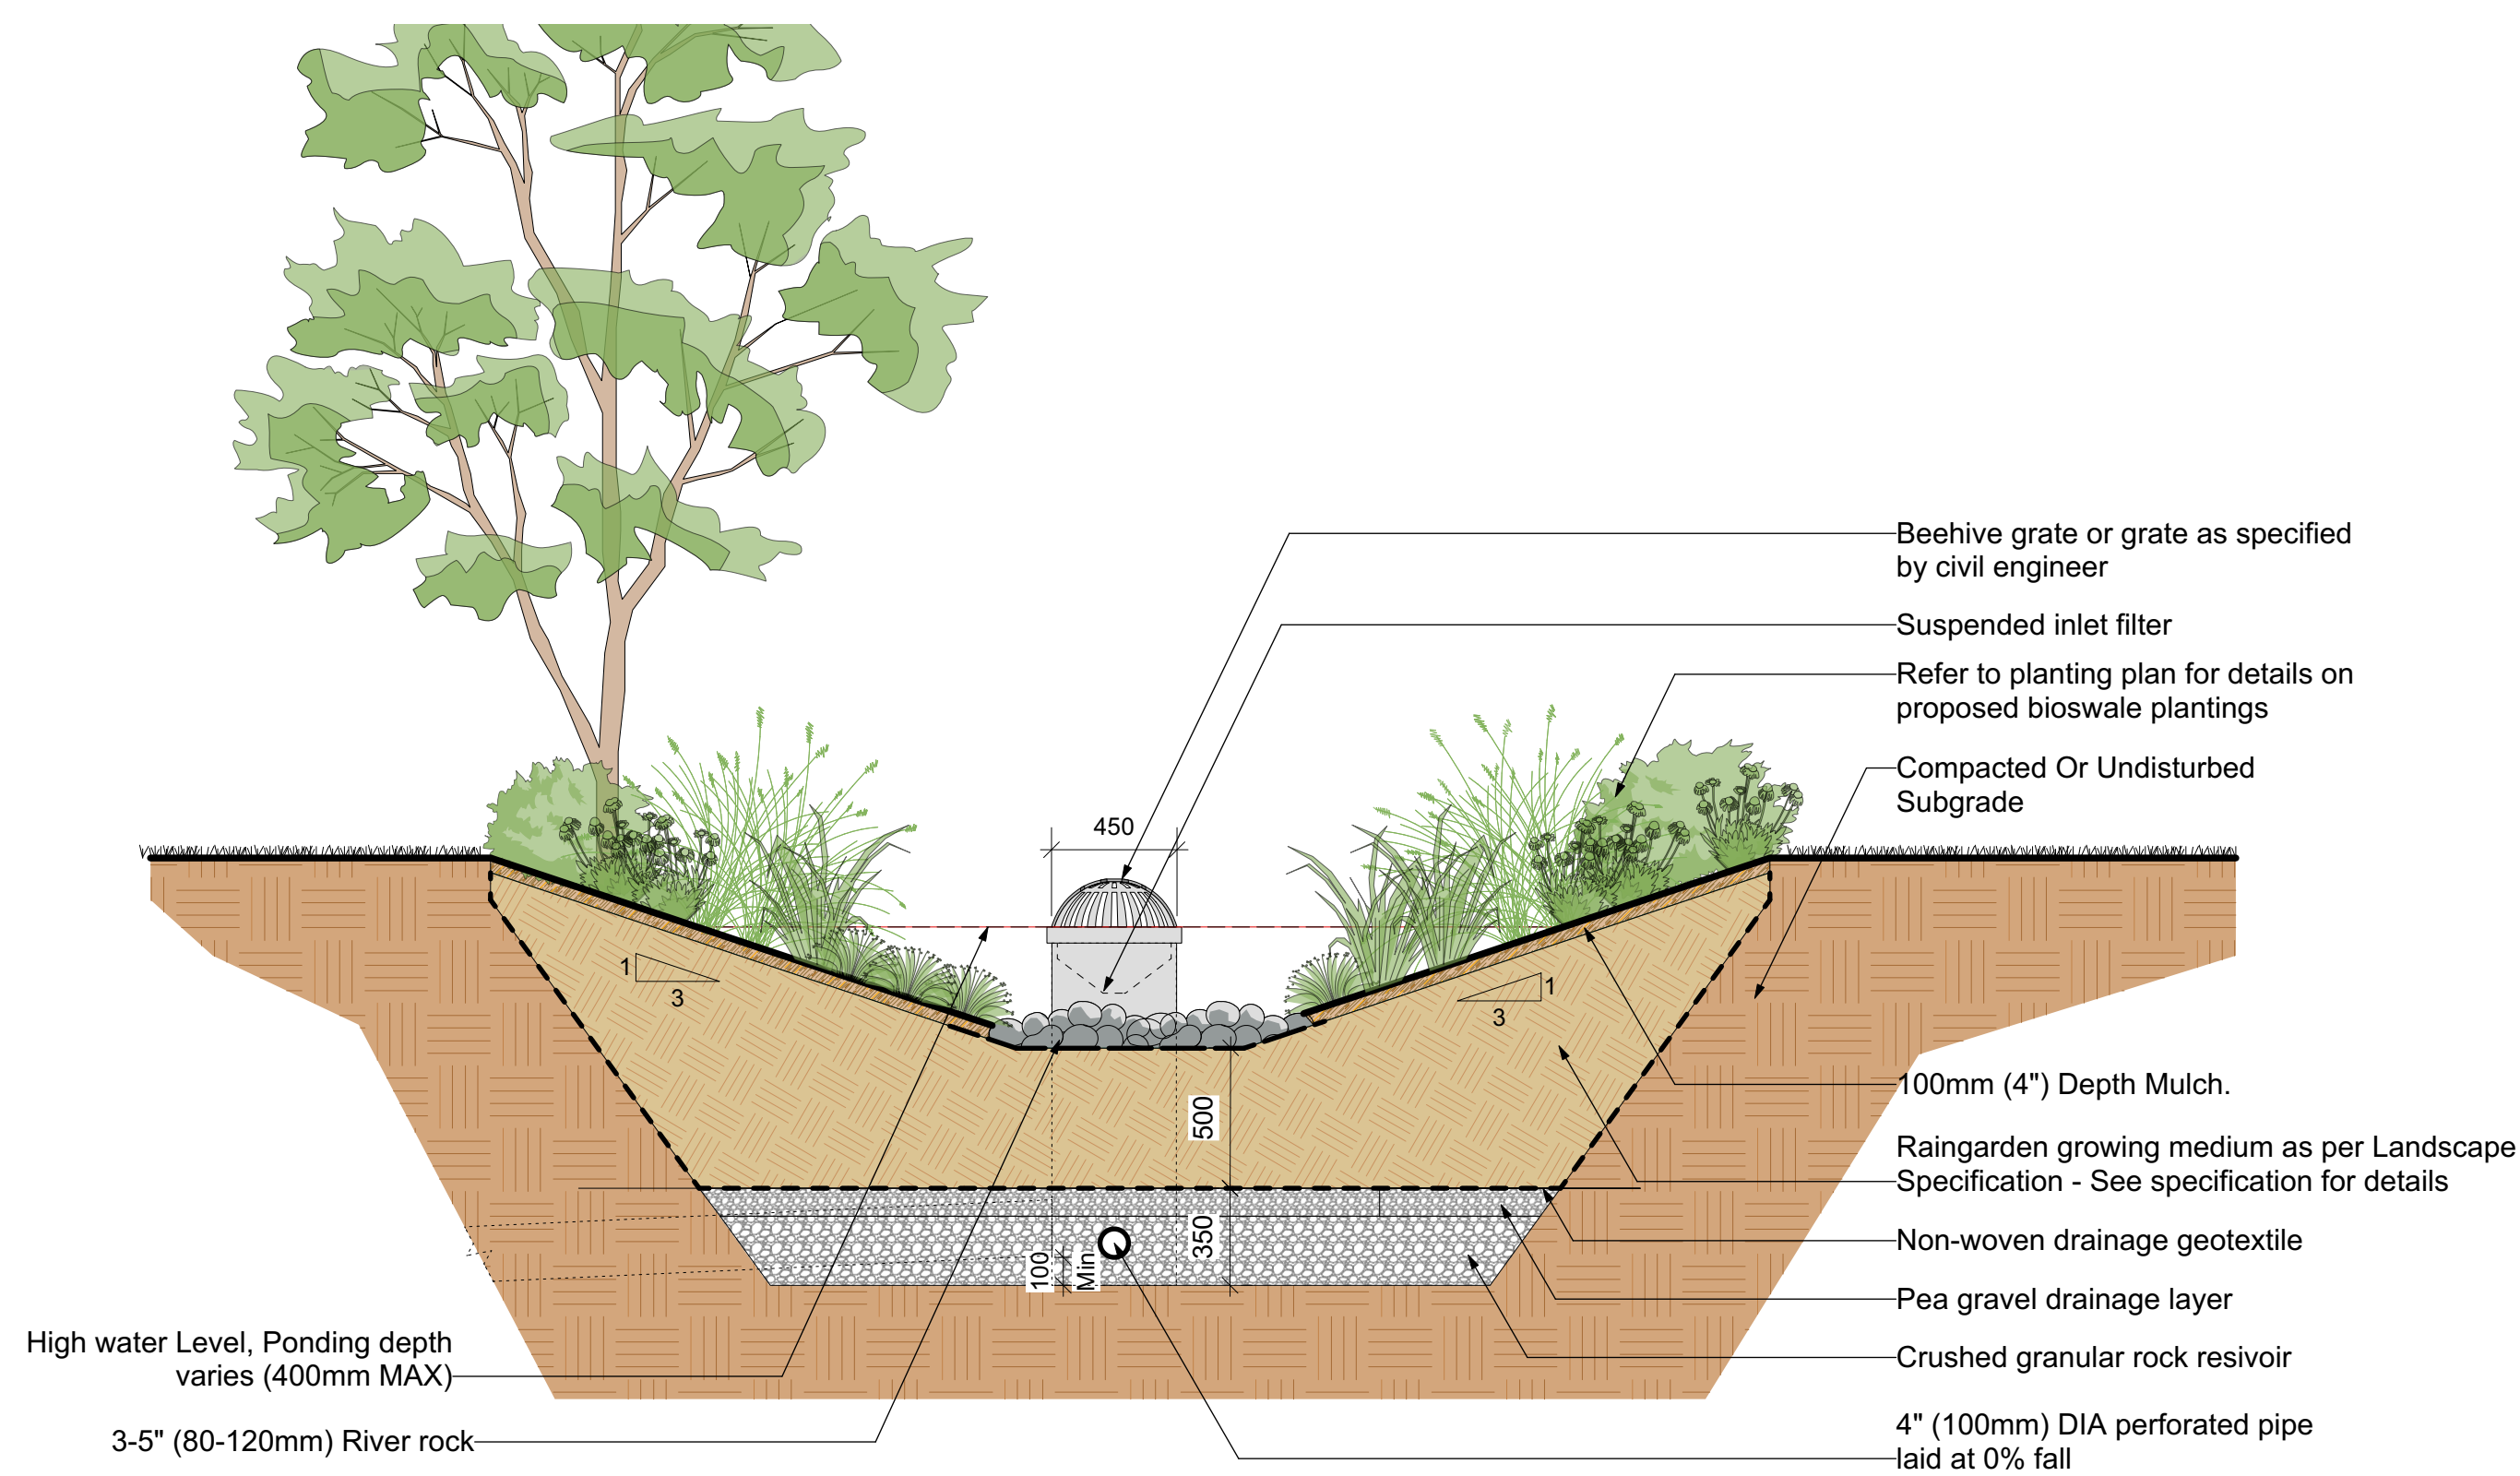 Beehive grate or grate as specified
by civil engineer
Suspended inlet filter
Refer to planting plan for details on
proposed bioswale plantings
Compacted Or Undisturbed
Subgrade
450
1
3
1
3
100mm (4") Depth Mulch.
500
Raingarden growing medium as per Landscape
Specification - See specification for details
350
100
Min
Non-woven drainage geotextile
Pea gravel drainage layer
High water Level, Ponding depth
varies (400mm MAX)
Crushed granular rock resivoir
3-5" (80-120mm) River rock
4" (100mm) DIA perforated pipe
laid at 0% fall